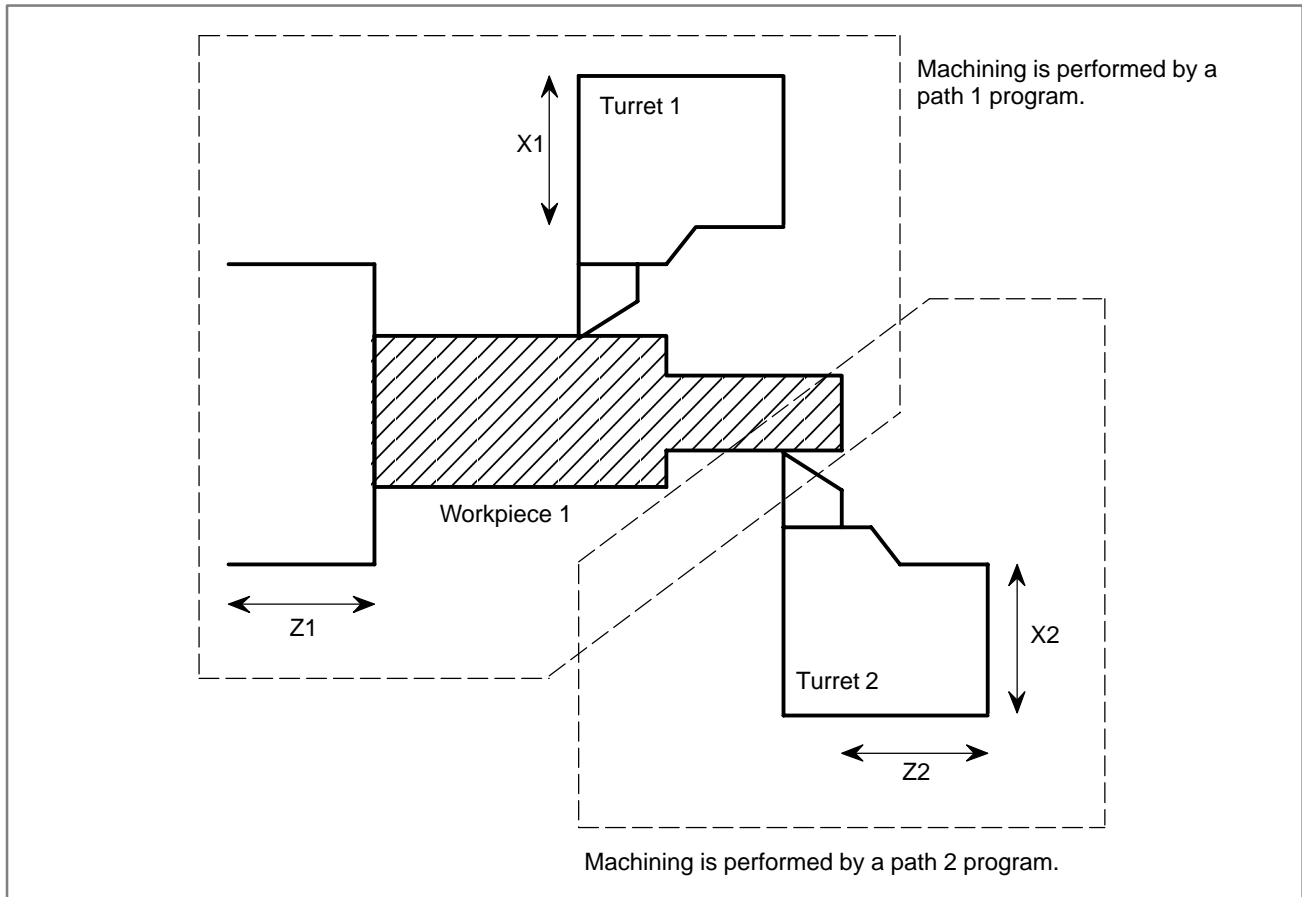 Machining is performed by a
path 1 program.
Turret 1
X1
Workpiece 1
Z1
X2
Turret 2
Z2
Machining is performed by a path 2 program.